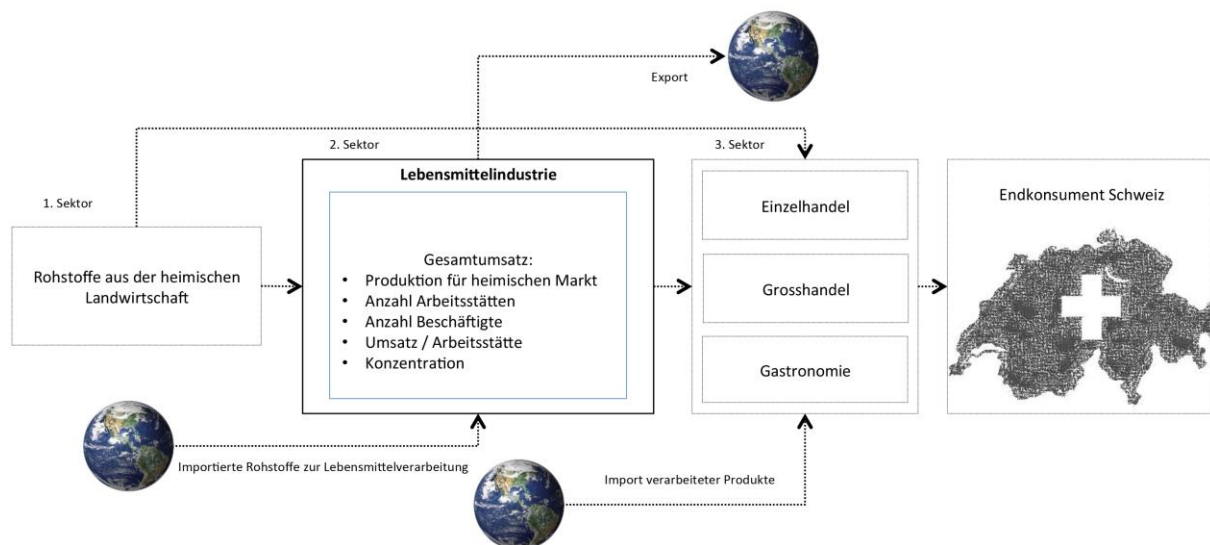 Export
2. Sektor
3. Sektor
Lebensmittelindustrie
1. Sektor
Rohstoffe aus der heimischen
Landwirtschaft
Gesamtumsatz:
• Produktion für heimischen Markt
• Anzahl Arbeitsstätten
• Anzahl Beschäftigte
• Umsatz / Arbeitsstätte
• Konzentration
Einzelhandel
Grosshandel
Gastronomie
Endkonsument Schweiz
Importierte Rohstoffe zur Lebensmittelverarbeitung
Import verarbeiteter Produkte